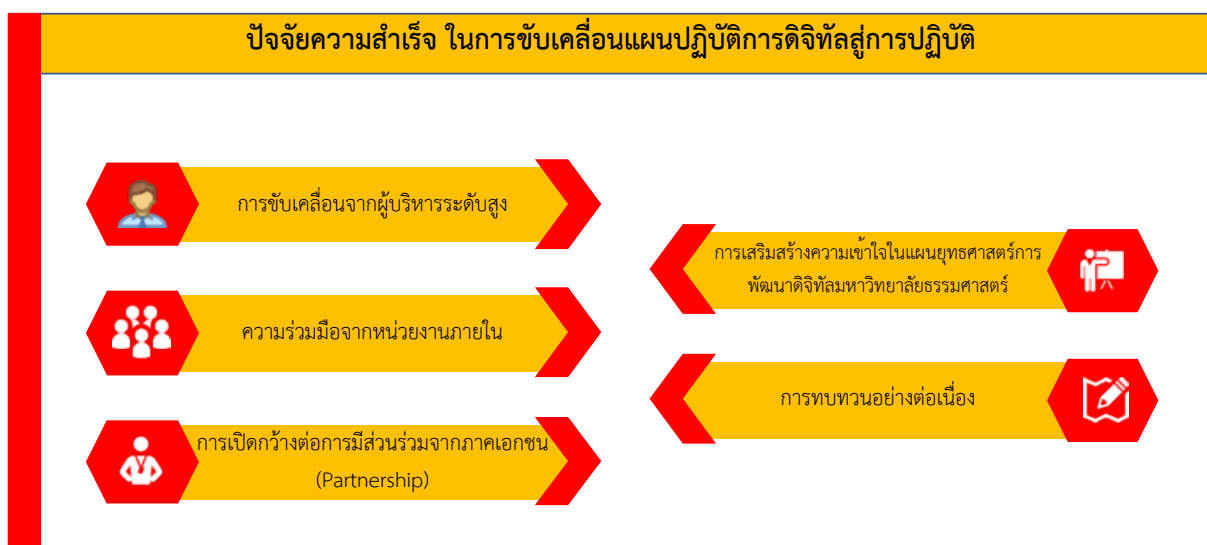 ปัจจัยความสำเร็จ ในการขับเคลื่อนแผนปฏิบัติการดิจิทัลสู่การปฏิบัติ
การขับเคลื่อนจากผู้บริหารระดับสูง
ความร่วมมือจากหน่วยงานภายใน
การเปิดกว้างต่อการมีส่วนร่วมจากภาคเอกชน
(Partnership)
การเสริมสร้างความเข้าใจในแผนยุทธศาสตร์การ
พัฒนาดิจิทัลมหาวิทยาลัยธรรมศาสตร์
การทบทวนอย่างต่อเนื่อง